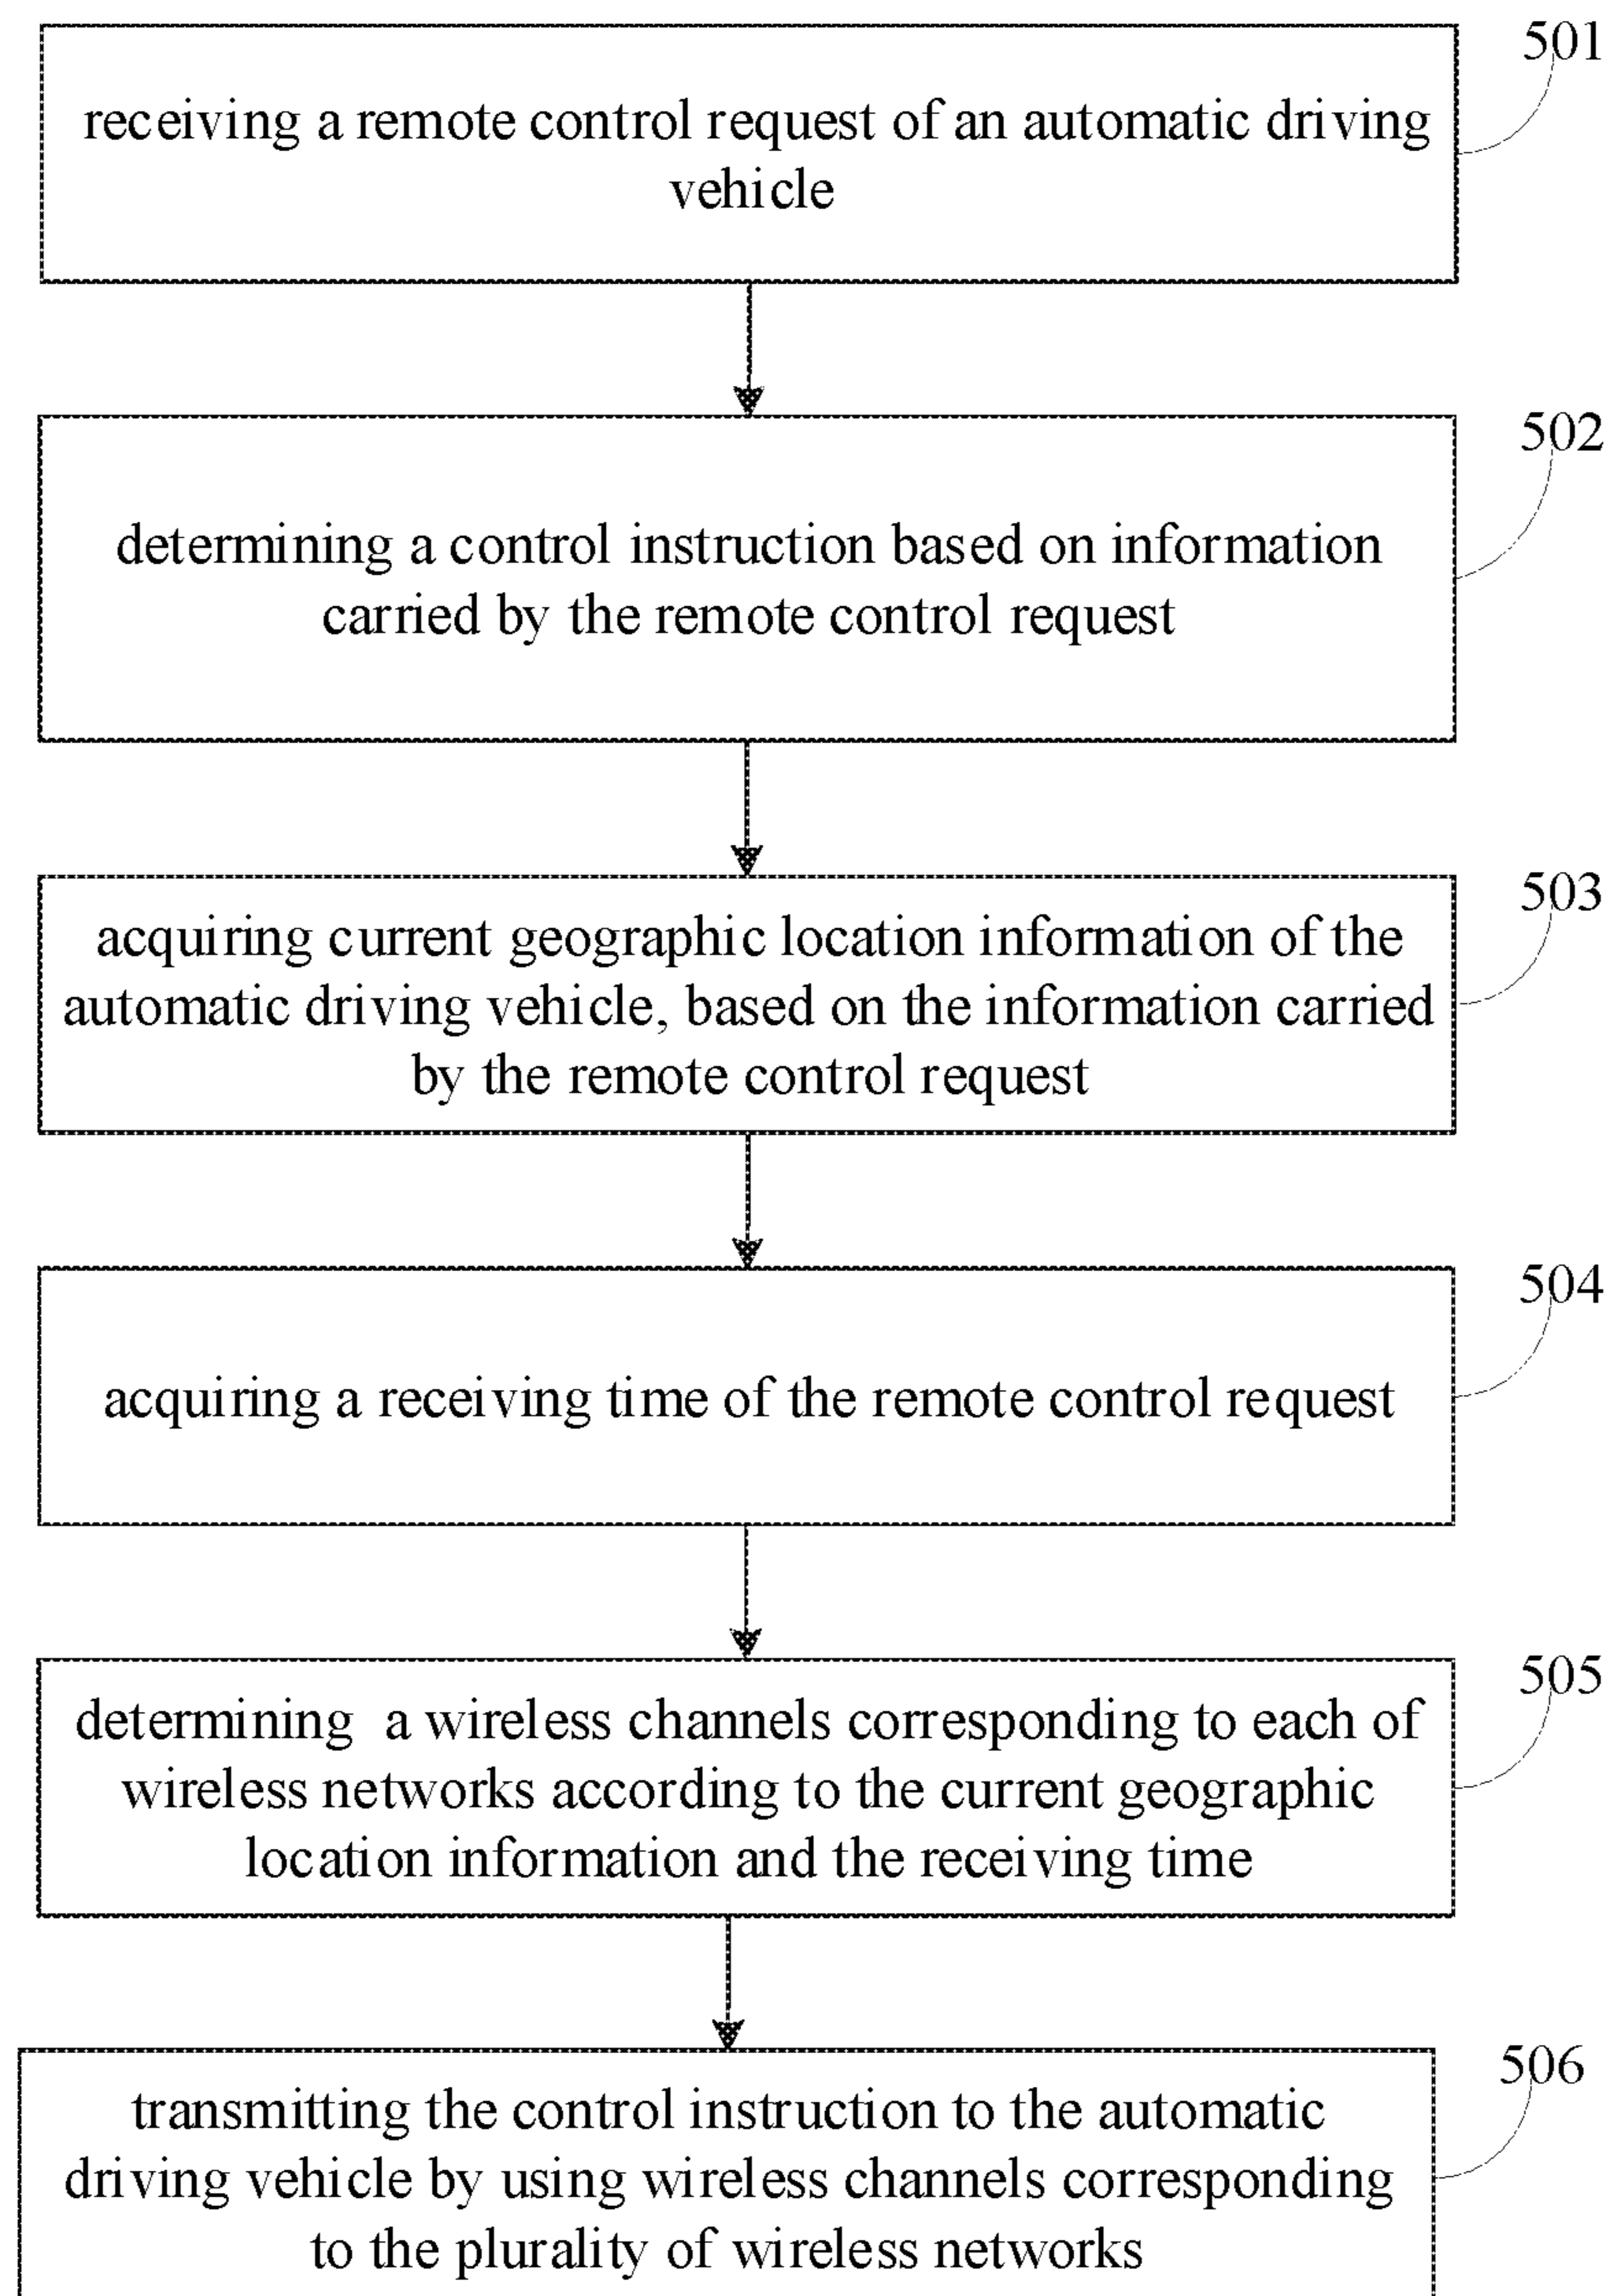 501
receiving a remote control request of an automatic driving
vehicle
502
determining a control instruction based on information
carried by the remote control request
503
acquiring current geographic location information of the
automatic driving vehicle, based on the information carried
by the remote control request
504
acquiring a receiving time of the remote control request
505
determining a wireless channels corresponding to each of
wireless networks according to the current geographic
location information and the receiving time
506
transmitting the control instruction to the automatic
driving vehicle by using wireless channels corresponding
to the plurality of wireless networks